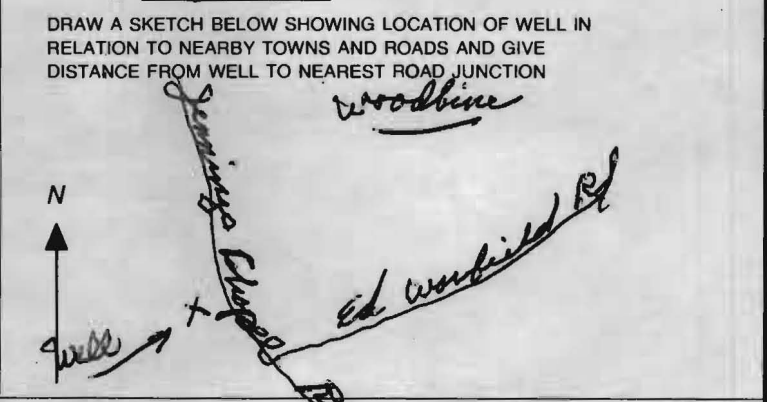 DRAW A SKETCH BELOW SHOWING LOCATION OF WELL IN
RELATION TO NEARBY TOWNS AND ROADS AND GIVE
DISTANCE FROM WELL TO NEAREST ROAD JUNCTION
Woodbine
Jennings Chapel Rd
N
Ed Warfield Rd
X
Well